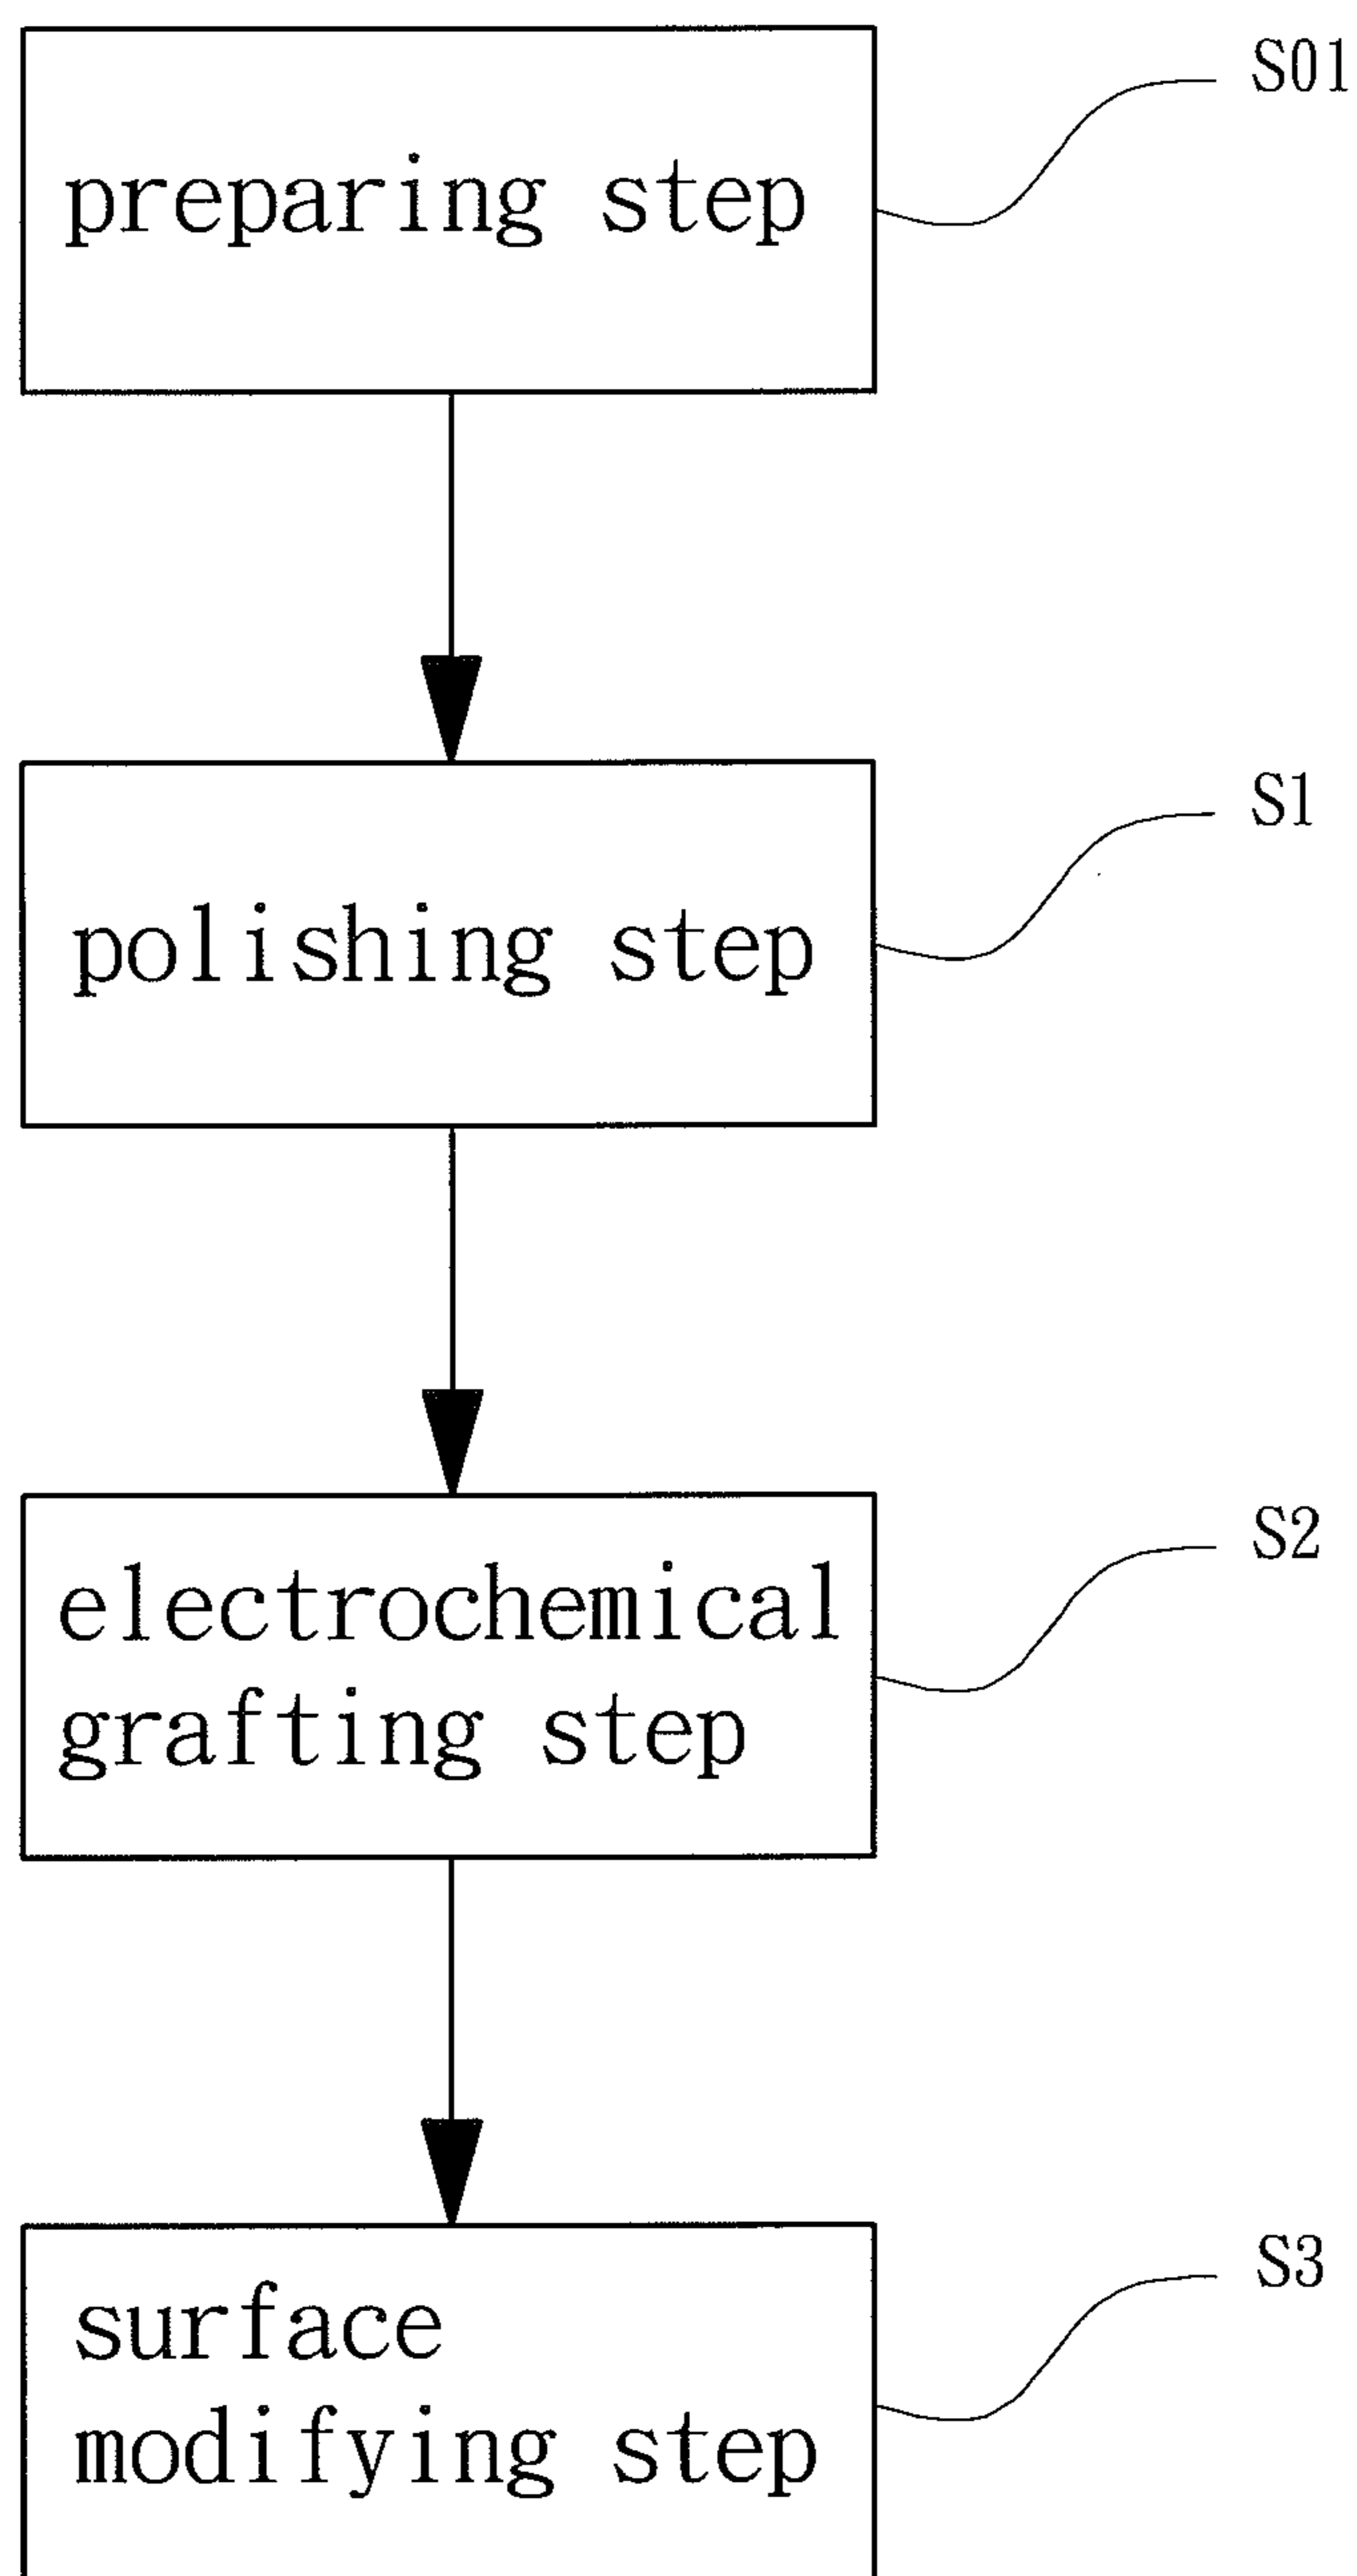 S01
preparing step
S1
polishing step
S2
electrochemical
grafting step
S3
surface
modifying step